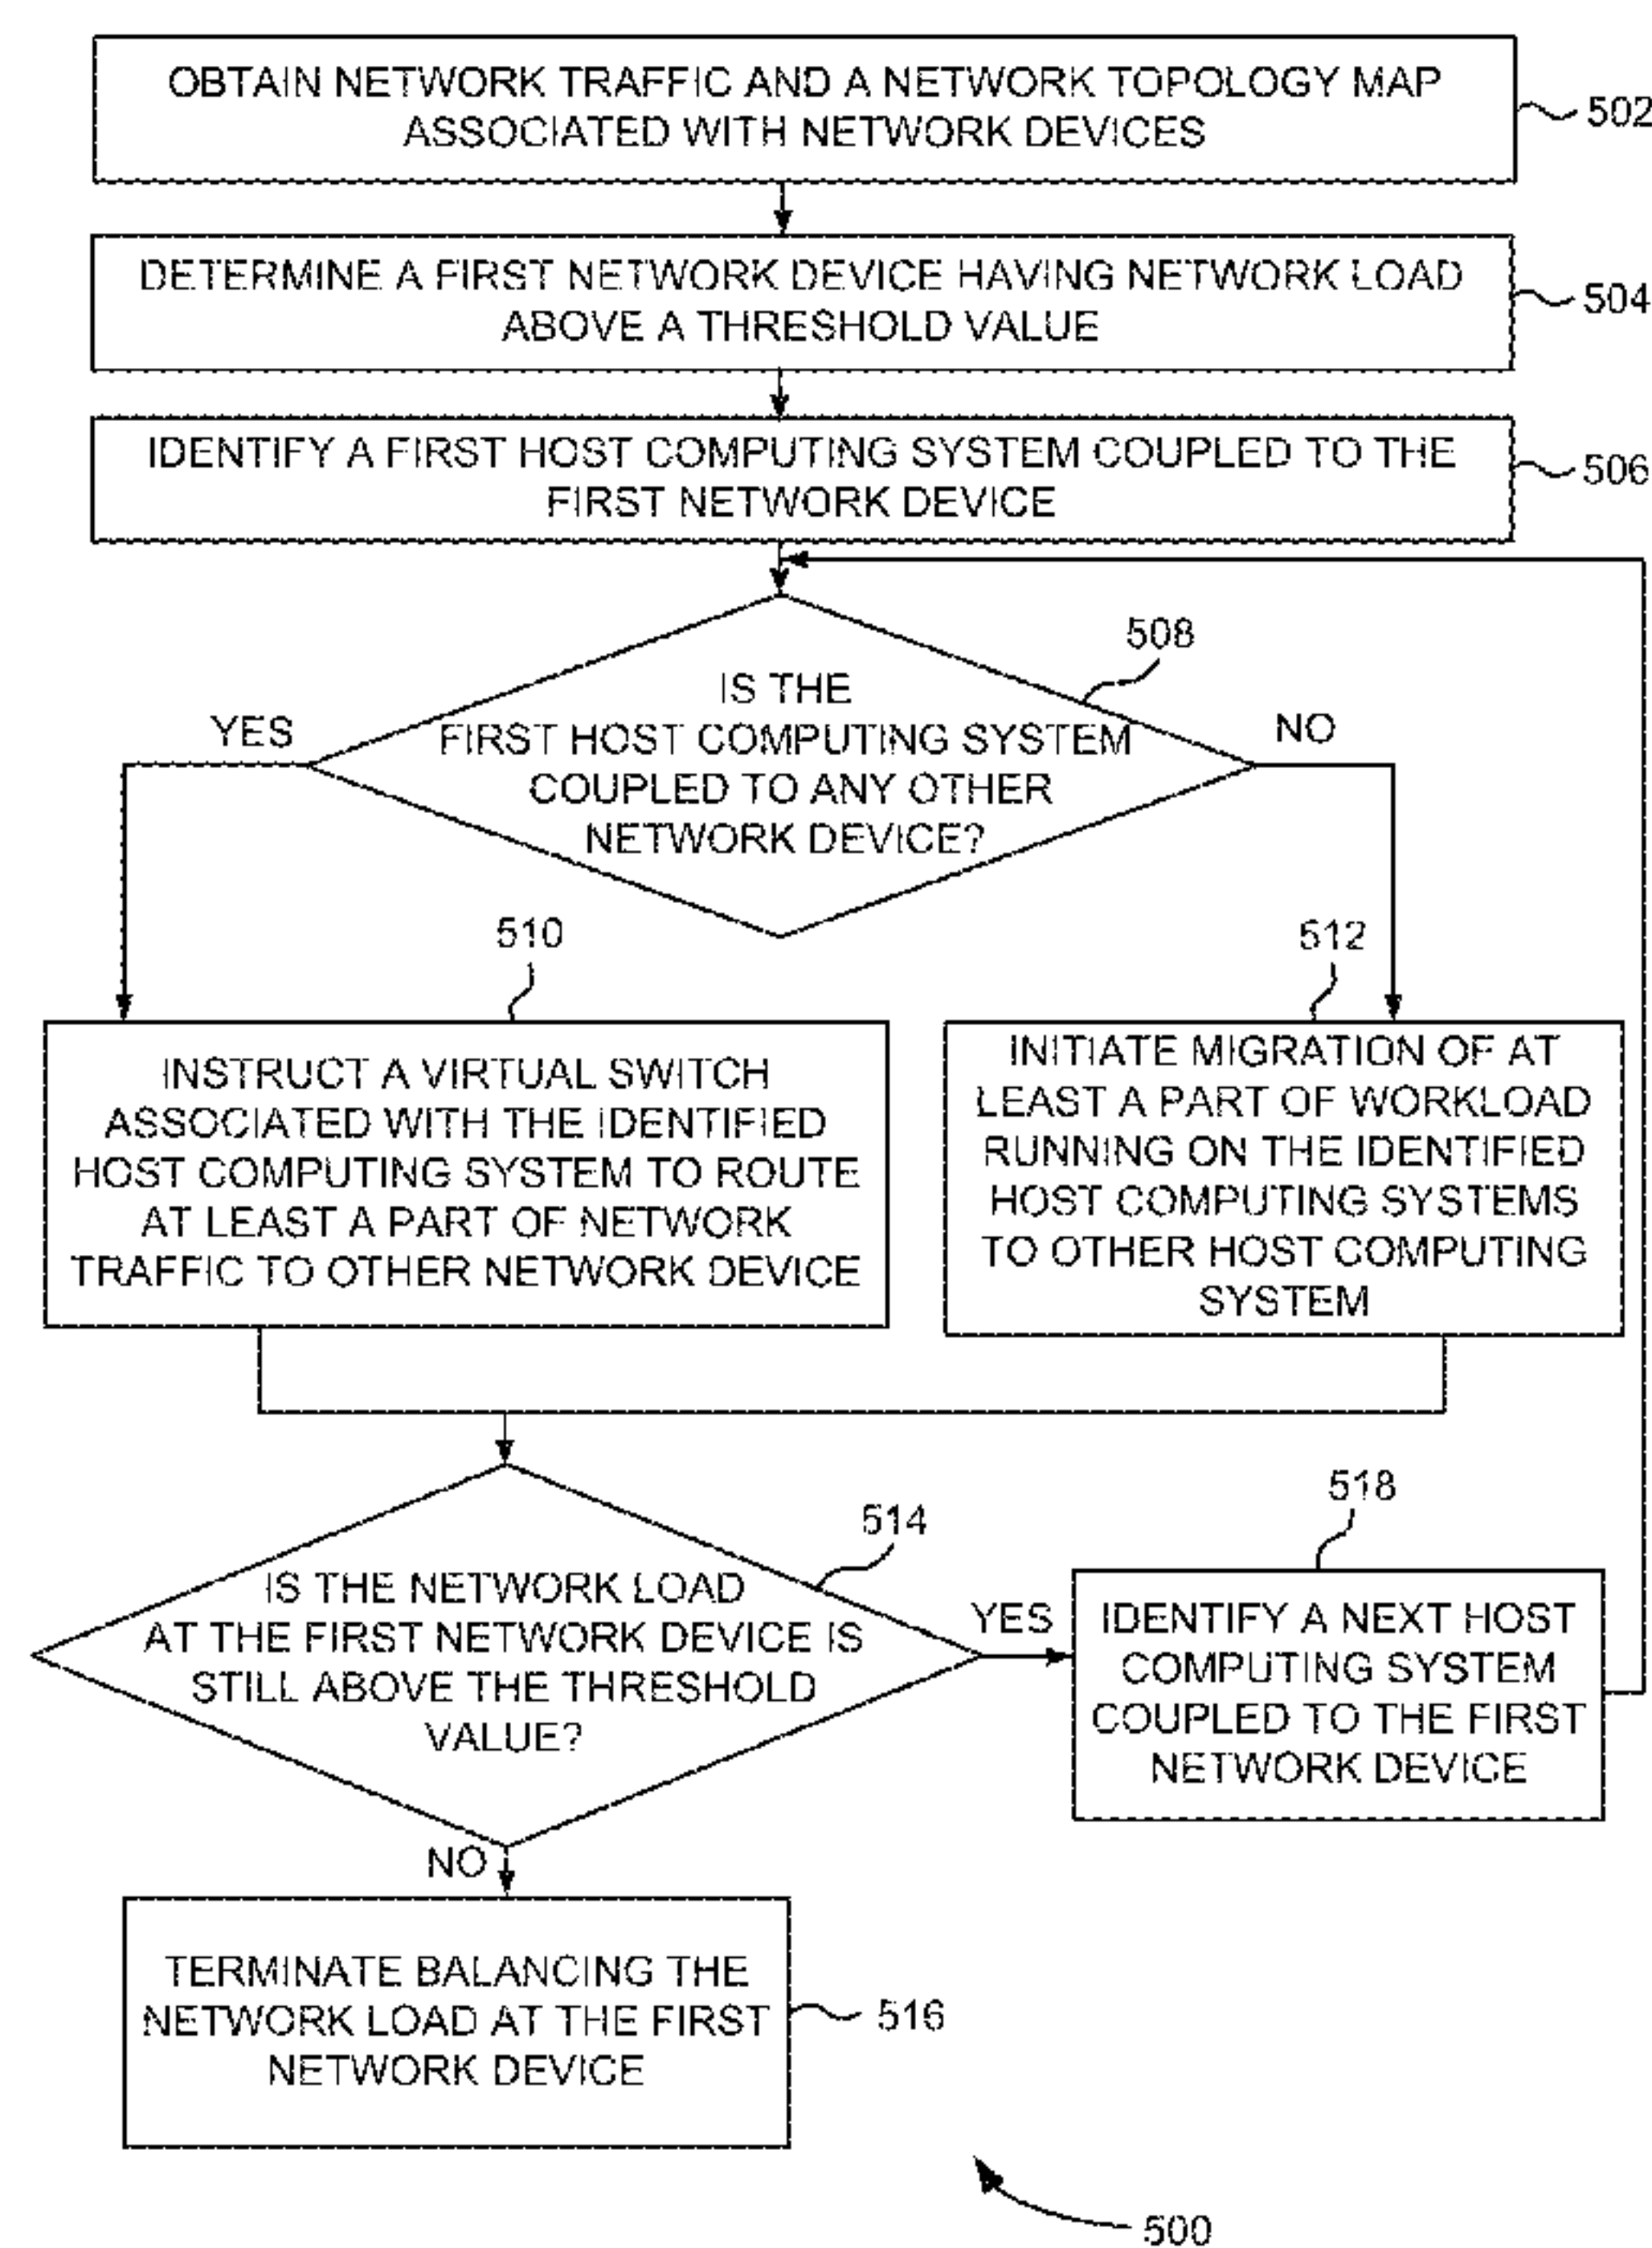 OBTAIN NETWORK TRAFFIC AND A NETWORK TOPOLOGY MAP
ASSOCIATED WITH NETWORK DEVICES
502
DETERMINE A FIRST NETWORK DEVICE HAVING NETWORK LOAD
ABOVE A THRESHOLD VALUE
504
IDENTIFY A FIRST HOST COMPUTING SYSTEM COUPLED TO THE
FIRST NETWORK DEVICE
506
508
IS THE
FIRST HOST COMPUTING SYSTEM
COUPLED TO ANY OTHER
NETWORK DEVICE?
YES
NO
510
INSTRUCT A VIRTUAL SWITCH
ASSOCIATED WITH THE IDENTIFIED
HOST COMPUTING SYSTEM TO ROUTE
AT LEAST A PART OF NETWORK
TRAFFIC TO OTHER NETWORK DEVICE
512
INITIATE MIGRATION OF AT
LEAST A PART OF WORKLOAD
RUNNING ON THE IDENTIFIED
HOST COMPUTING SYSTEMS
TO OTHER HOST COMPUTING
SYSTEM
514
IS THE NETWORK LOAD
AT THE FIRST NETWORK DEVICE IS
STILL ABOVE THE THRESHOLD
VALUE?
YES
518
IDENTIFY A NEXT HOST
COMPUTING SYSTEM
COUPLED TO THE FIRST
NETWORK DEVICE
NO
TERMINATE BALANCING THE
NETWORK LOAD AT THE FIRST
NETWORK DEVICE
516
500